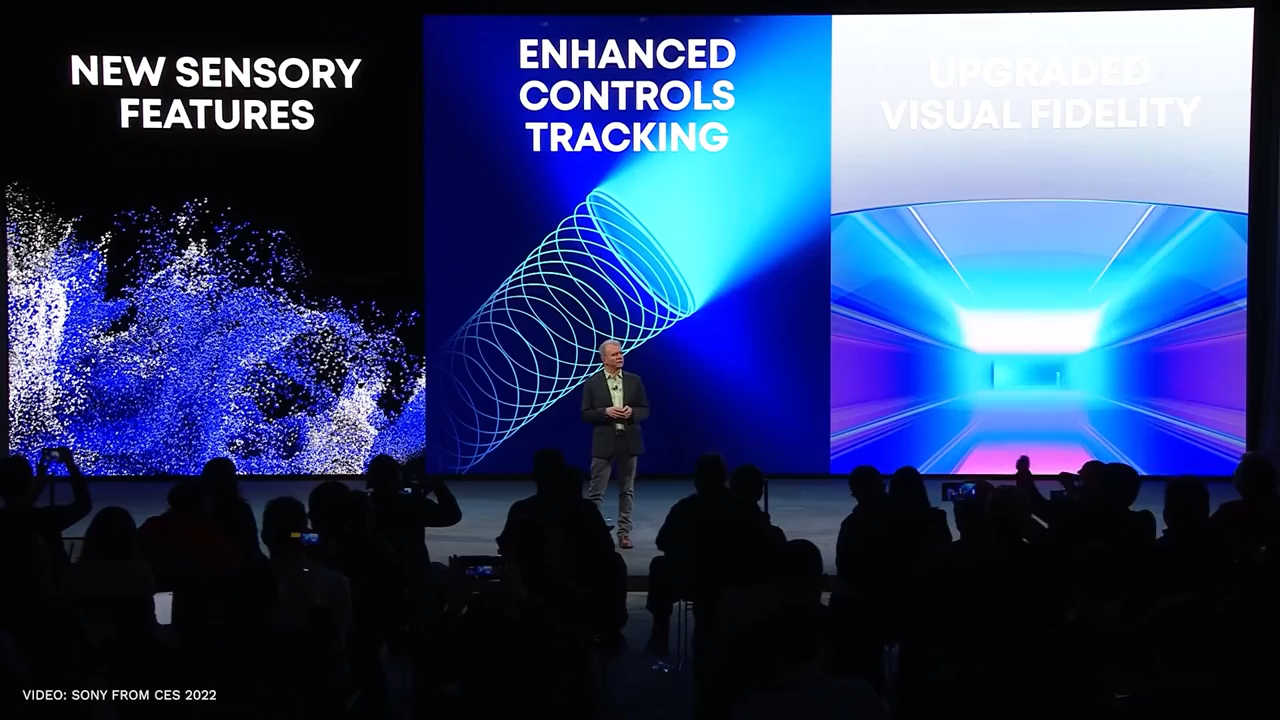 NEW SENSORY
FEATURES
ENHANCED
CONTROLS
TRACKING
UPGRADED
VISUAL FIDELITY
VIDEO: SONY FROM CES 2022